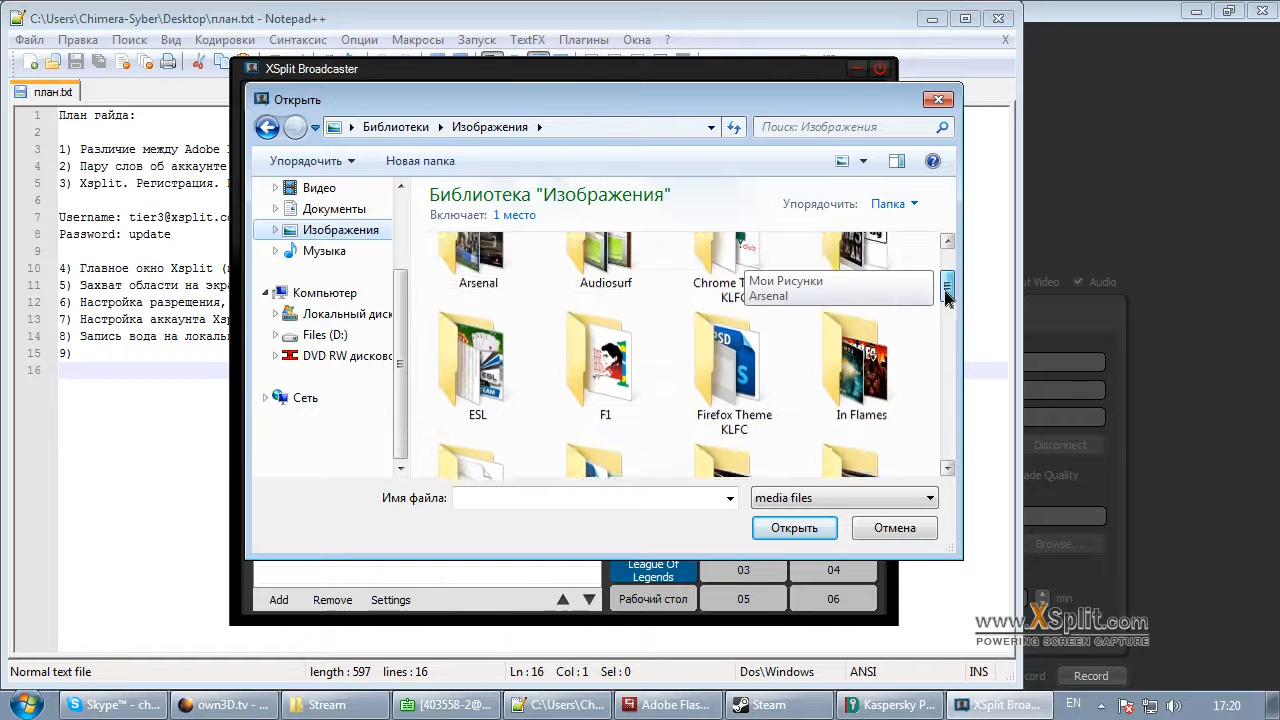 C:\Users\Chimera-Syber\Desktop\план.txt - Notepad++
Файл Правка Поиск Вид Кодировки Синтаксисы Опции Макросы Запуск TextFX Плагины Окна ? X
XSplit Broadcaster
план.txt
Открыть
1 План гайда:
2
3 1) Различие между Adobe
4 2) Пару слов об аккаунте
5 3) Xsplit. Регистрация.
6
7 Username: tier3@xsplit.co
8 Password: update
9
10 4) Главное окно Xsplit
11 5) Захват области на экра
12 6) Настройка разрешения,
13 7) Настройка аккаунта Xsp
14 8) Запись вода на локаль
15 9)
16
Библиотеки Изображения
Поиск: Изображения
Упорядочить Новая папка
Видео
Документы
Изображения
Музыка
Компьютер
Локальный диск
Files (D:)
DVD RW дисково
Сеть
Библиотека "Изображения"
Включает: 1 место
Упорядочить: Папка
Arsenal Audiosurf
KLFC
Мои Рисунки
Arsenal
ESL F1 Firefox Theme KLFC In Flames
Имя файла: media files
Открыть Отмена
League Of Legends 03 04
Рабочий стол 05 06
Add Remove Settings
Video Audio
Disconnect
Quality
Browse...
min
www.XSplit.com
POWERING SCREEN CAPTURE
Record
Normal text file length : 597 lines : 16 Ln : 16 Col : 1 Sel : 0 Dos\Windows ANSI INS
Skype™ - ch... own3d.tv - ... Stream [403558-2@... C:\Users\Ch... Adobe Flas... Steam Kaspersky P... XSplit Broa... EN 17:20